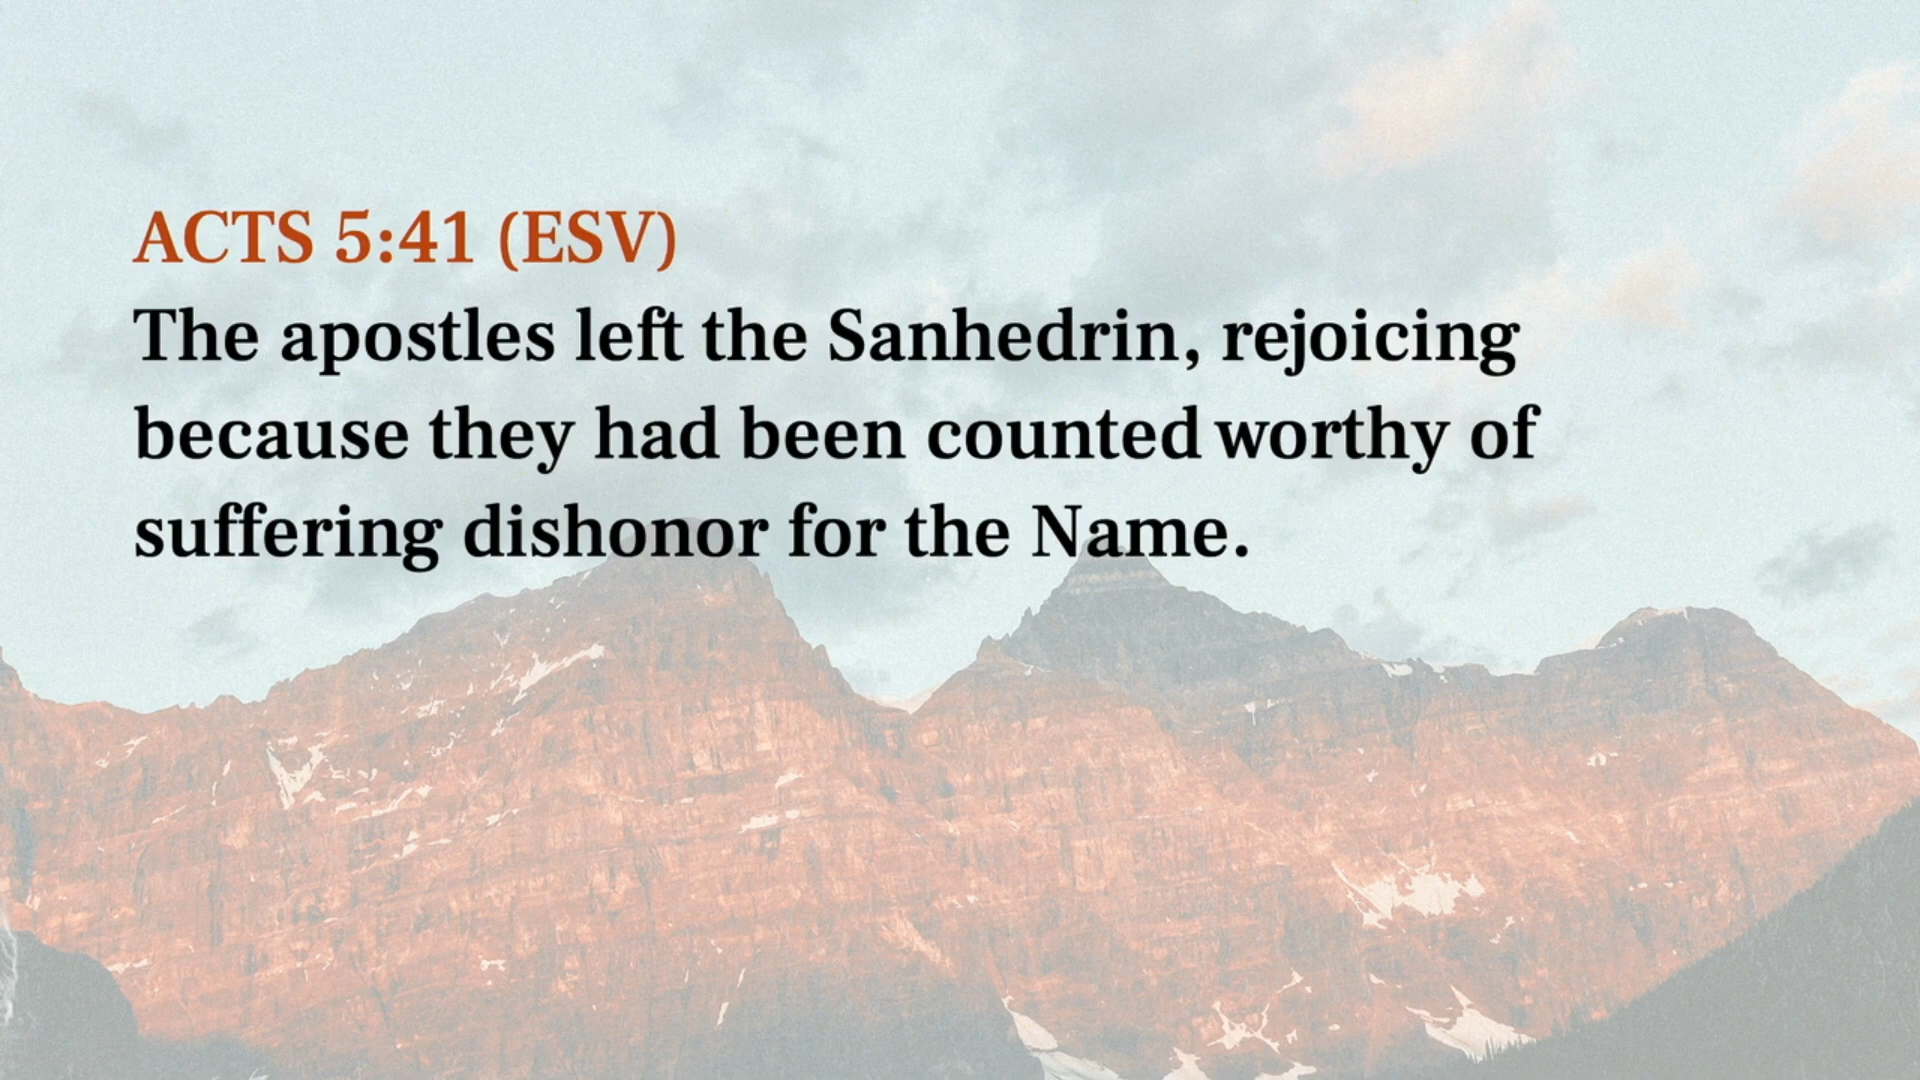 ACTS 5:41 (ESV)
The apostles left the Sanhedrin, rejoicing
because they had been counted worthy of
suffering dishonor for the Name.